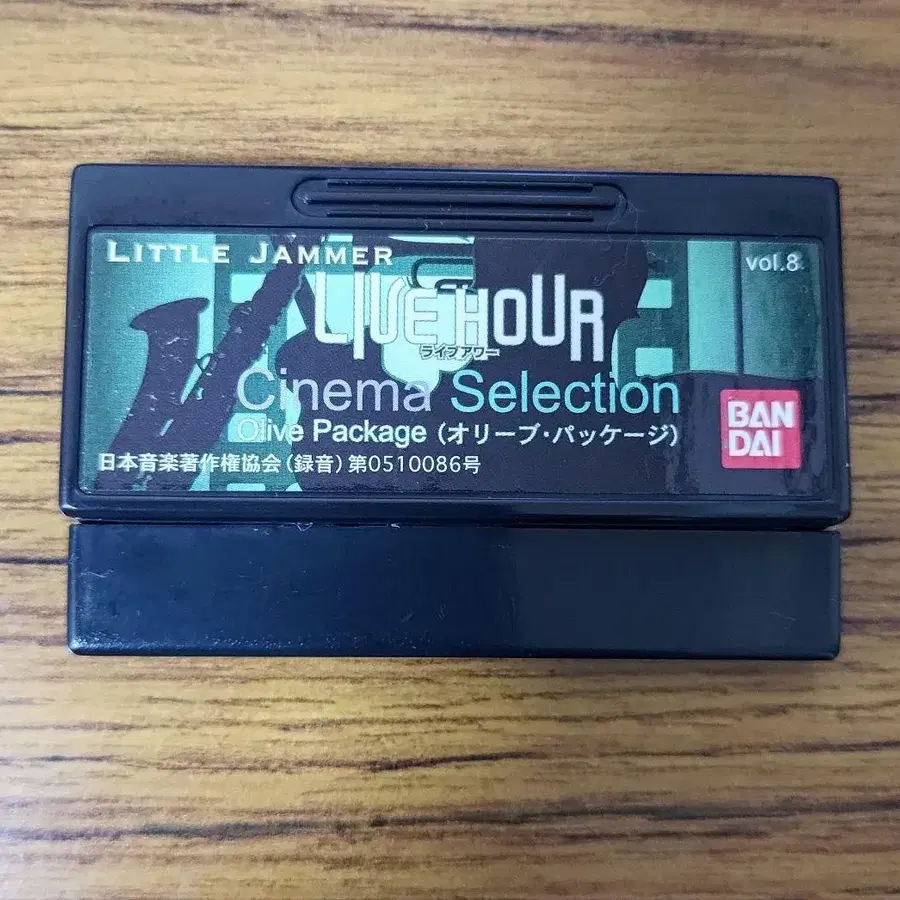 LITTLE JAMMER
vol.8
LIVE HOUR
ライブアワー
Cinema Selection
Olive Package (オリーブ・パッケージ)
日本音楽著作権協会(録音)第0510086号
BAN
DAI